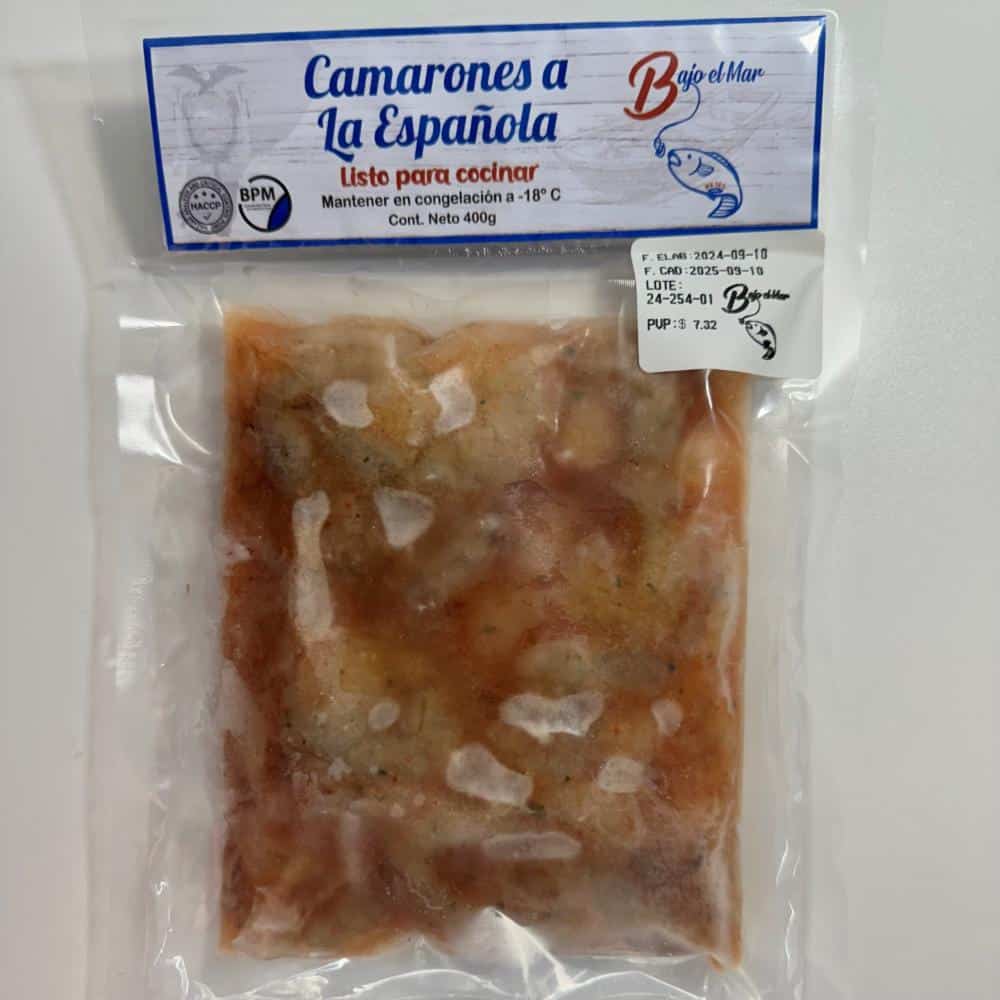 Camarones a
La Española
Listo para cocinar
Mantener en congelación a -18º C
Cont. Neto 400g
Bajo el Mar
HACCP
BPM
F. ELAB:2024-09-10
F. CAD:2025-09-10
LOTE:
24-254-01
Bajo el Mar
PVP:$ 7.32